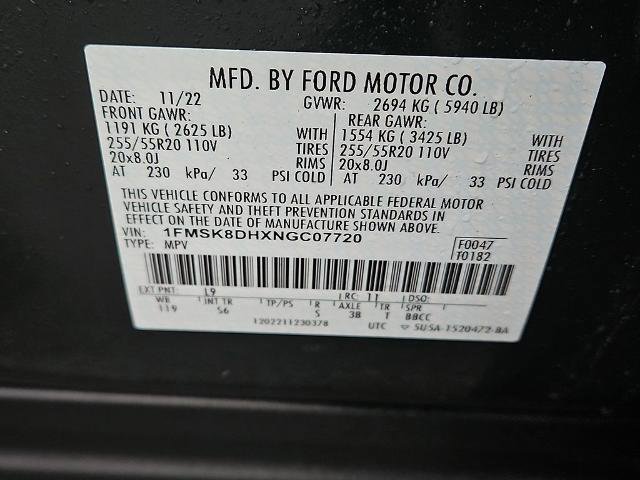 MFD. BY FORD MOTOR CO.
DATE: 11/22 GVWR: 2694 KG ( 5940 LB)
FRONT GAWR: REAR GAWR:
1191 KG ( 2625 LB) WITH 1554 KG ( 3425 LB) WITH
255/55R20 110V TIRES 255/55R20 110V TIRES
20x8.0J RIMS 20x8.0J RIMS
AT 230 kPa/ 33 PSI COLD AT 230 kPa/ 33 PSI COLD
THIS VEHICLE CONFORMS TO ALL APPLICABLE FEDERAL MOTOR
VEHICLE SAFETY AND THEFT PREVENTION STANDARDS IN
EFFECT ON THE DATE OF MANUFACTURE SHOWN ABOVE.
VIN: 1FMSK8DHXNGC07720 F0047
TYPE: MPV T0182
EXT PNT: L9 RC: 11 DSO:
WB INT TR TP/PS R AXLE TR SPR
119 S6 S 3B T BBCC
1202211230378 UTC 5U5A-1520472-BA